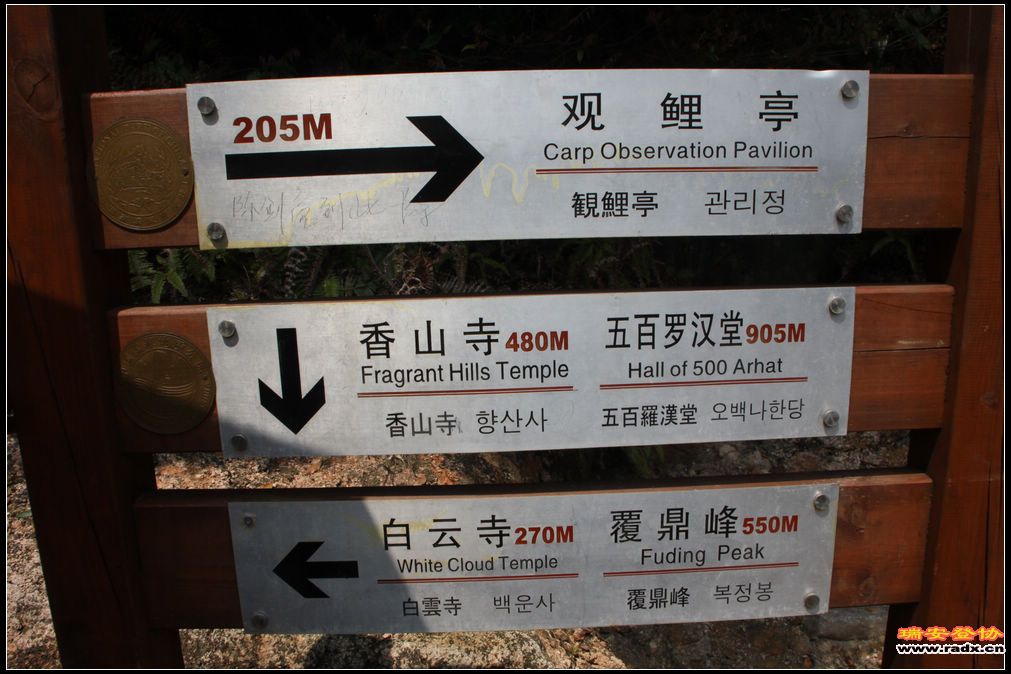 205M
观鲤亭
Carp Observation Pavilion
観鯉亭 관리정
香山寺480M
Fragrant Hills Temple
香山寺 향산사
五百罗汉堂905M
Hall of 500 Arhat
五百羅漢堂 오백나한당
白云寺270M
White Cloud Temple
白雲寺 백운사
覆鼎峰550M
Fuding Peak
覆鼎峰 복정봉
瑞安登协
www.radx.cn